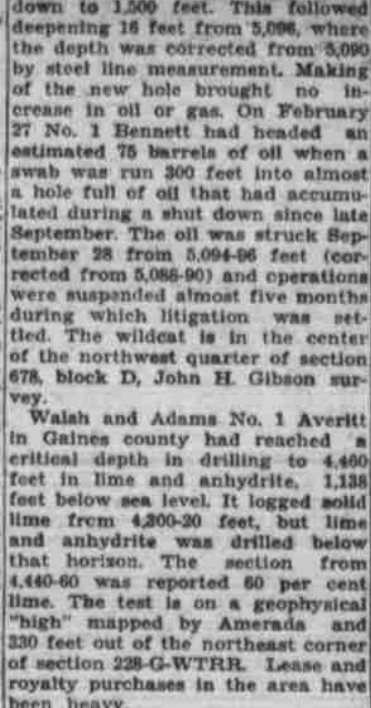 down to 1,500 feet. This followed
deepening 16 feet from 5,096, where
the depth was corrected from 5,090
by steel line measurement. Making
of the new hole brought no in-
crease in oil or gas. On February
27 No. 1 Bennett had headed an
estimated 75 barrels of oil when a
swab was run 300 feet into almost
a hole full of oil that had accumu-
lated during a shut down since late
September. The oil was struck Sep-
tember 28 from 5,094-96 feet (cor-
rected from 5,086-90) and operations
were suspended almost five months
during which litigation was set-
tled. The wildcat is in the center
of the northwest quarter of section
678, block D, John H. Gibson sur-
vey.
Walsh and Adams No. 1 Averitt
in Gaines county had reached a
critical depth in drilling to 4,460
feet in lime and anhydrite, 1,138
feet below sea level. It logged solid
lime from 4,300-20 feet, but lime
and anhydrite was drilled below
that horizon. The section from
4,440-60 was reported 60 per cent
lime. The test is on a geophysical
"high" mapped by Amerada and
330 feet out of the northeast corner
of section 228-G-WTRR. Lease and
royalty purchases in the area have
been heavy.